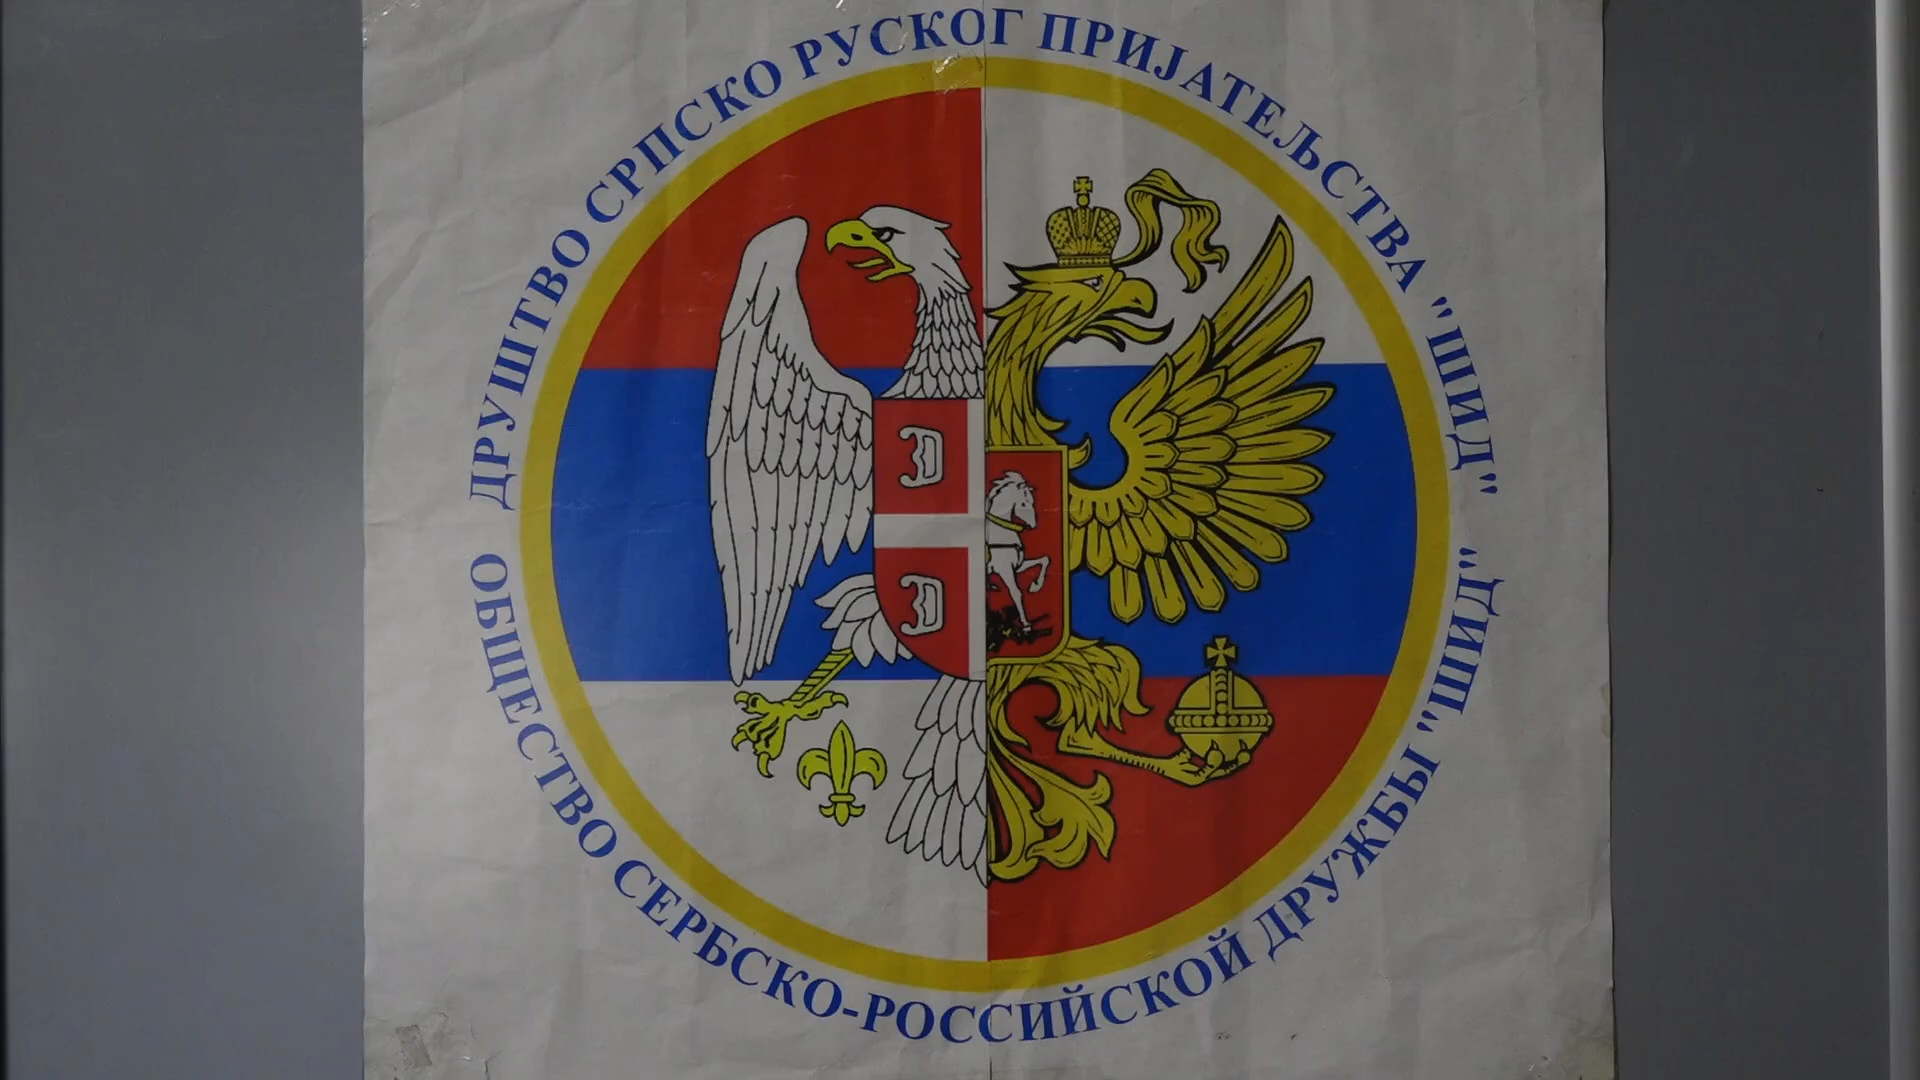 ДРУШТВО СРПСКО РУСКОГ ПРИЈАТЕЉСТВА "ШИД"
ОБЩЕСТВО СЕРБСКО-РОССИЙСКОЙ ДРУЖБЫ "ШИД"